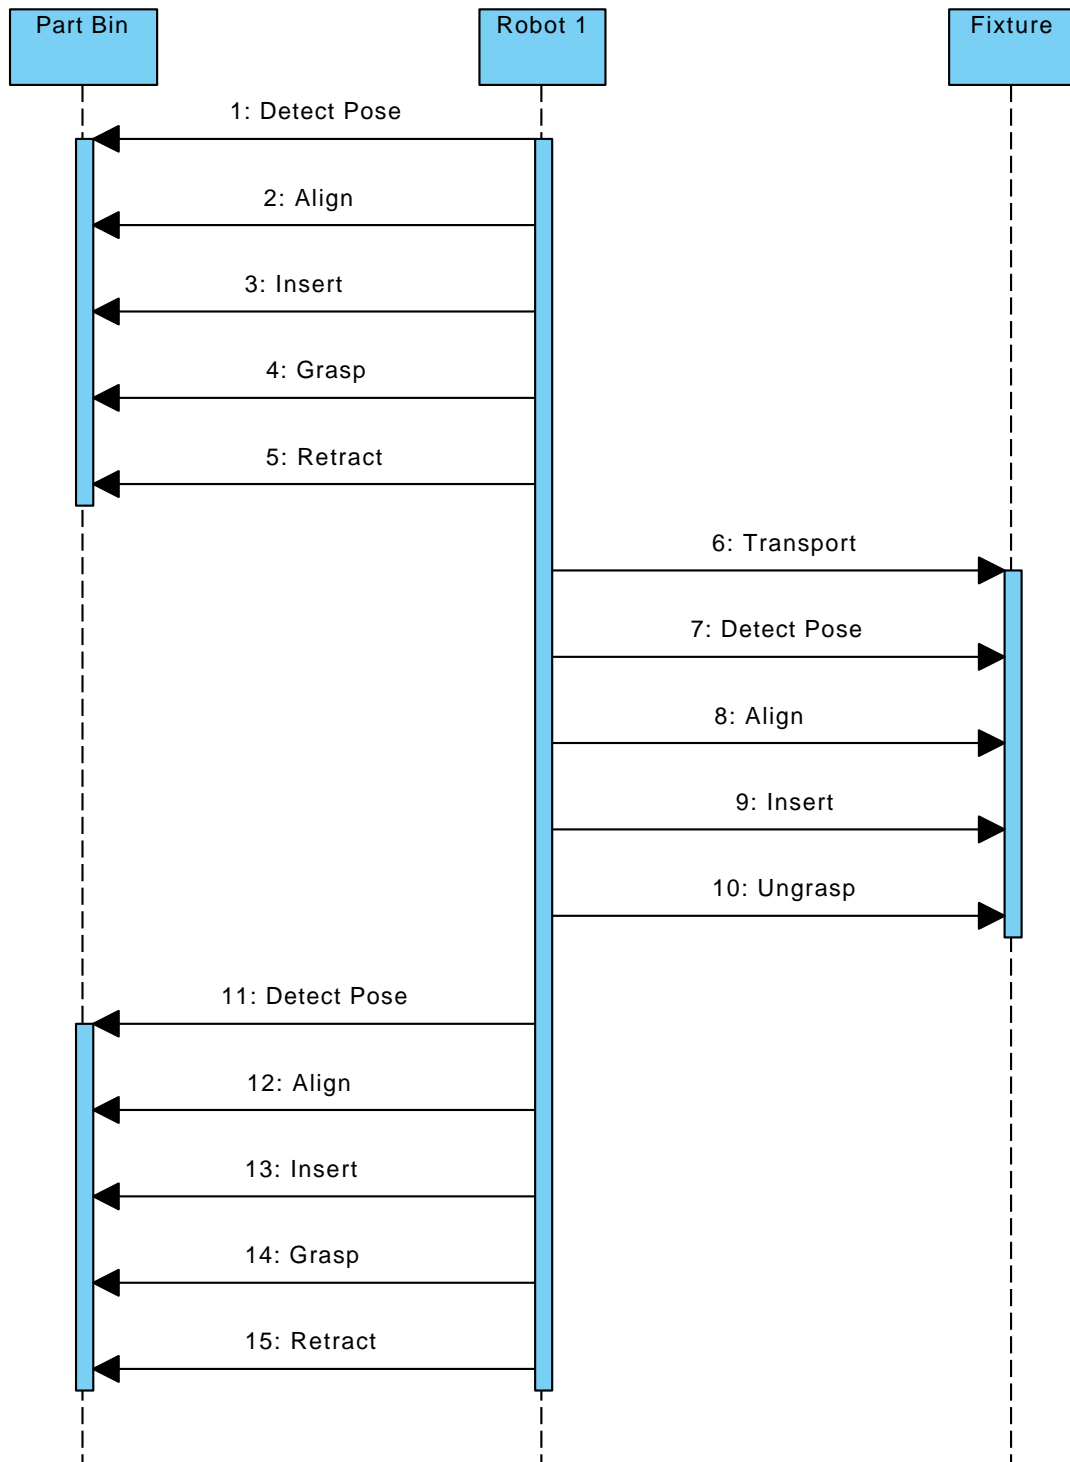 Part Bin
Robot 1
Fixture
1: Detect Pose
2: Align
3: Insert
4: Grasp
5: Retract
6: Transport
7: Detect Pose
8: Align
9: Insert
10: Ungrasp
11: Detect Pose
12: Align
13: Insert
14: Grasp
15: Retract